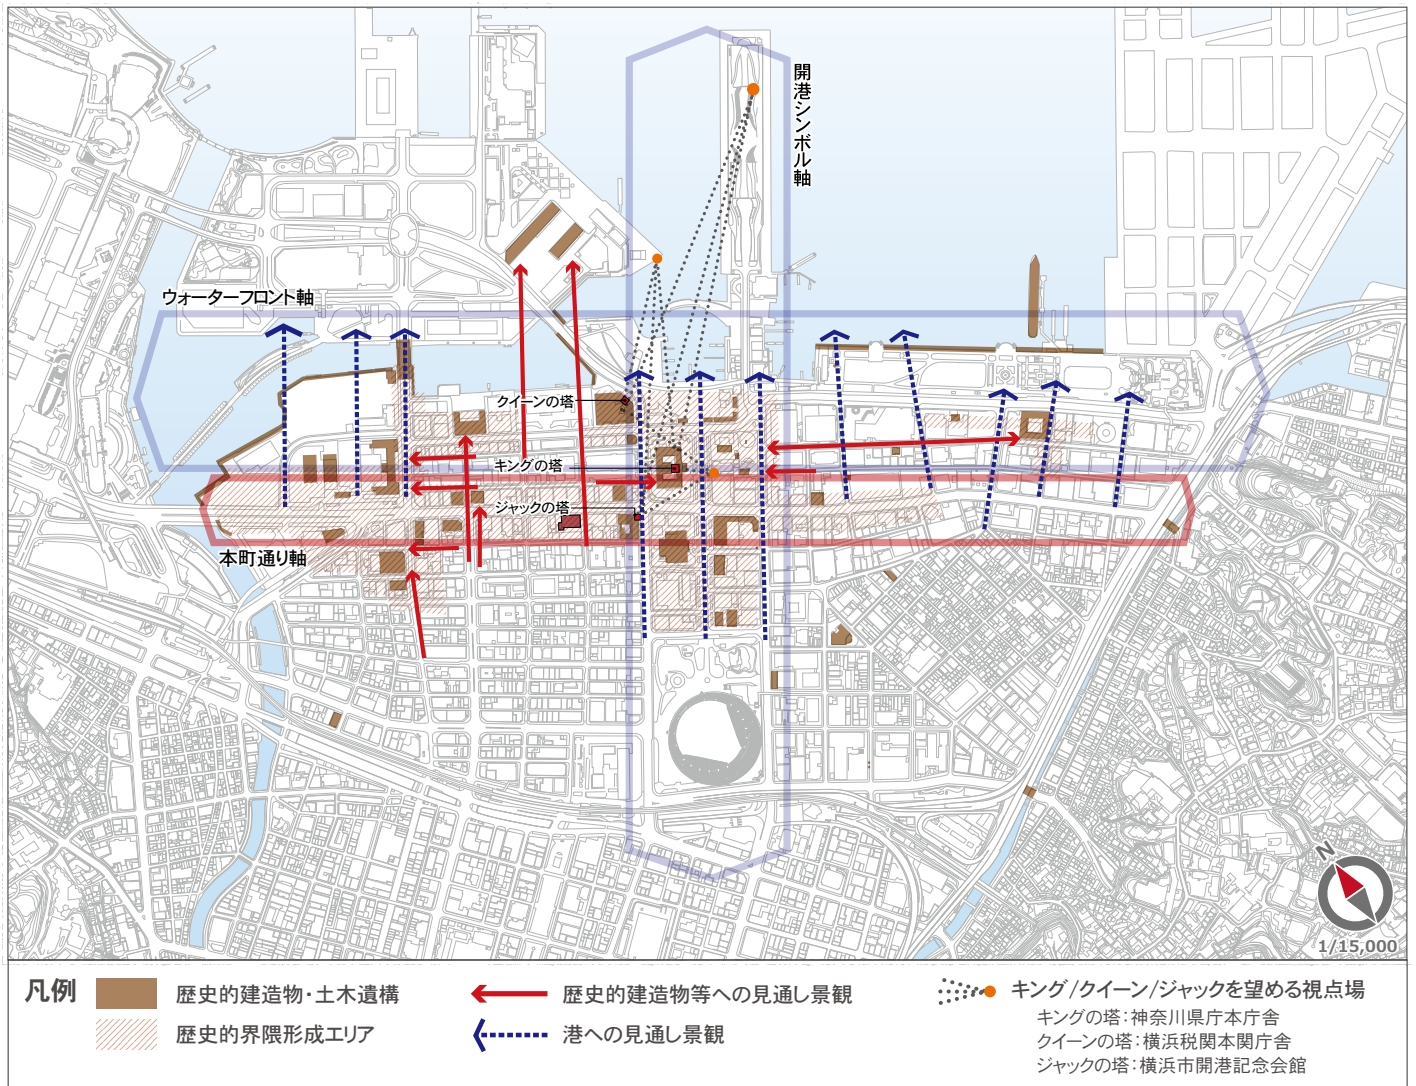 開港シンボル軸
ウォーターフロント軸
クイーンの塔
キングの塔
ジャックの塔
本町通り軸
N
1/15,000
凡例
歴史的建造物・土木遺構
歴史的建造物等への見通し景観
キング/クイーン/ジャックを望める視点場
歴史的界隈形成エリア
港への見通し景観
キングの塔:神奈川県庁本庁舎
クイーンの塔:横浜税関本関庁舎
ジャックの塔:横浜市開港記念会館